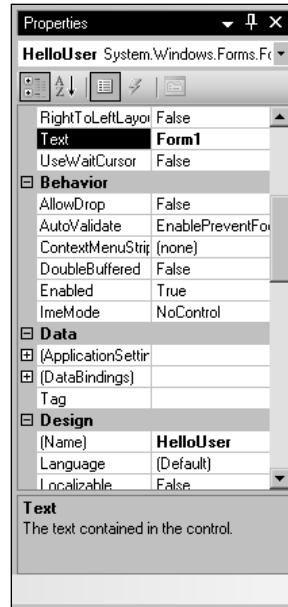 Properties
HelloUser System.Windows.Forms.Fo
RightToLeftLayou False
Text Form1
UseWaitCursor False
Behavior
AllowDrop False
AutoValidate EnablePreventFoc
ContextMenuStrip (none)
DoubleBuffered False
Enabled True
ImeMode NoControl
Data
(ApplicationSettin
(DataBindings)
Tag
Design
(Name) HelloUser
Language (Default)
Localizable False
Text
The text contained in the control.